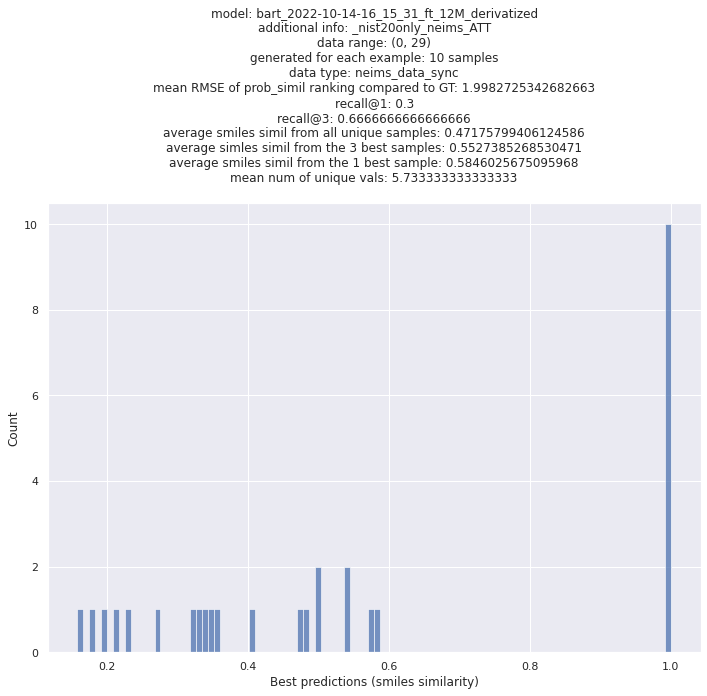 model: bart_2022-10-14-16_15_31_ft_12M_derivatized
additional info: _nist20only_neims_ATT
data range: (0, 29)
generated for each example: 10 samples
data type: neims_data_sync
mean RMSE of prob_simil ranking compared to GT: 1.9982725342682663
recall@1: 0.3
recall@3: 0.6666666666666666
average smiles simil from all unique samples: 0.47175799406124586
average simles simil from the 3 best samples: 0.5527385268530471
average smiles simil from the 1 best sample: 0.5846025675095968
mean num of unique vals: 5.733333333333333
10
8
6
4
2
0
Count
0.2 0.4 0.6 0.8 1.0
Best predictions (smiles similarity)